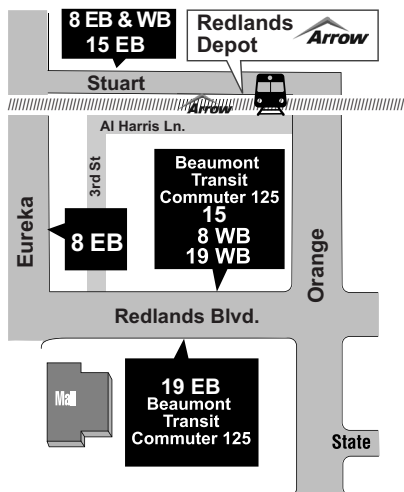 8 EB & WB
15 EB
Redlands
Depot
Arrow
Stuart
Arrow
Al Harris Ln.
3rd St
Eureka
8 EB
Beaumont
Transit
Commuter 125
15
8 WB
19 WB
Orange
Redlands Blvd.
19 EB
Beaumont
Transit
Commuter 125
Mall
State